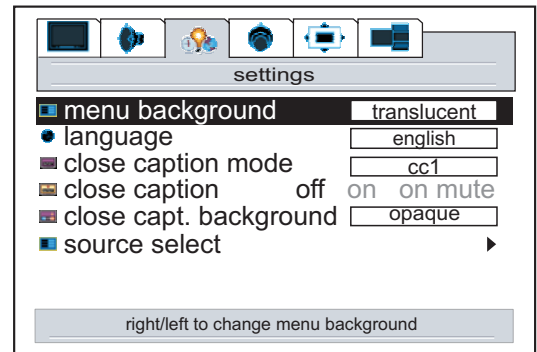 settings
menu background translucent
language english
close caption mode cc1
close caption off on on mute
close capt. background opaque
source select
right/left to change menu background